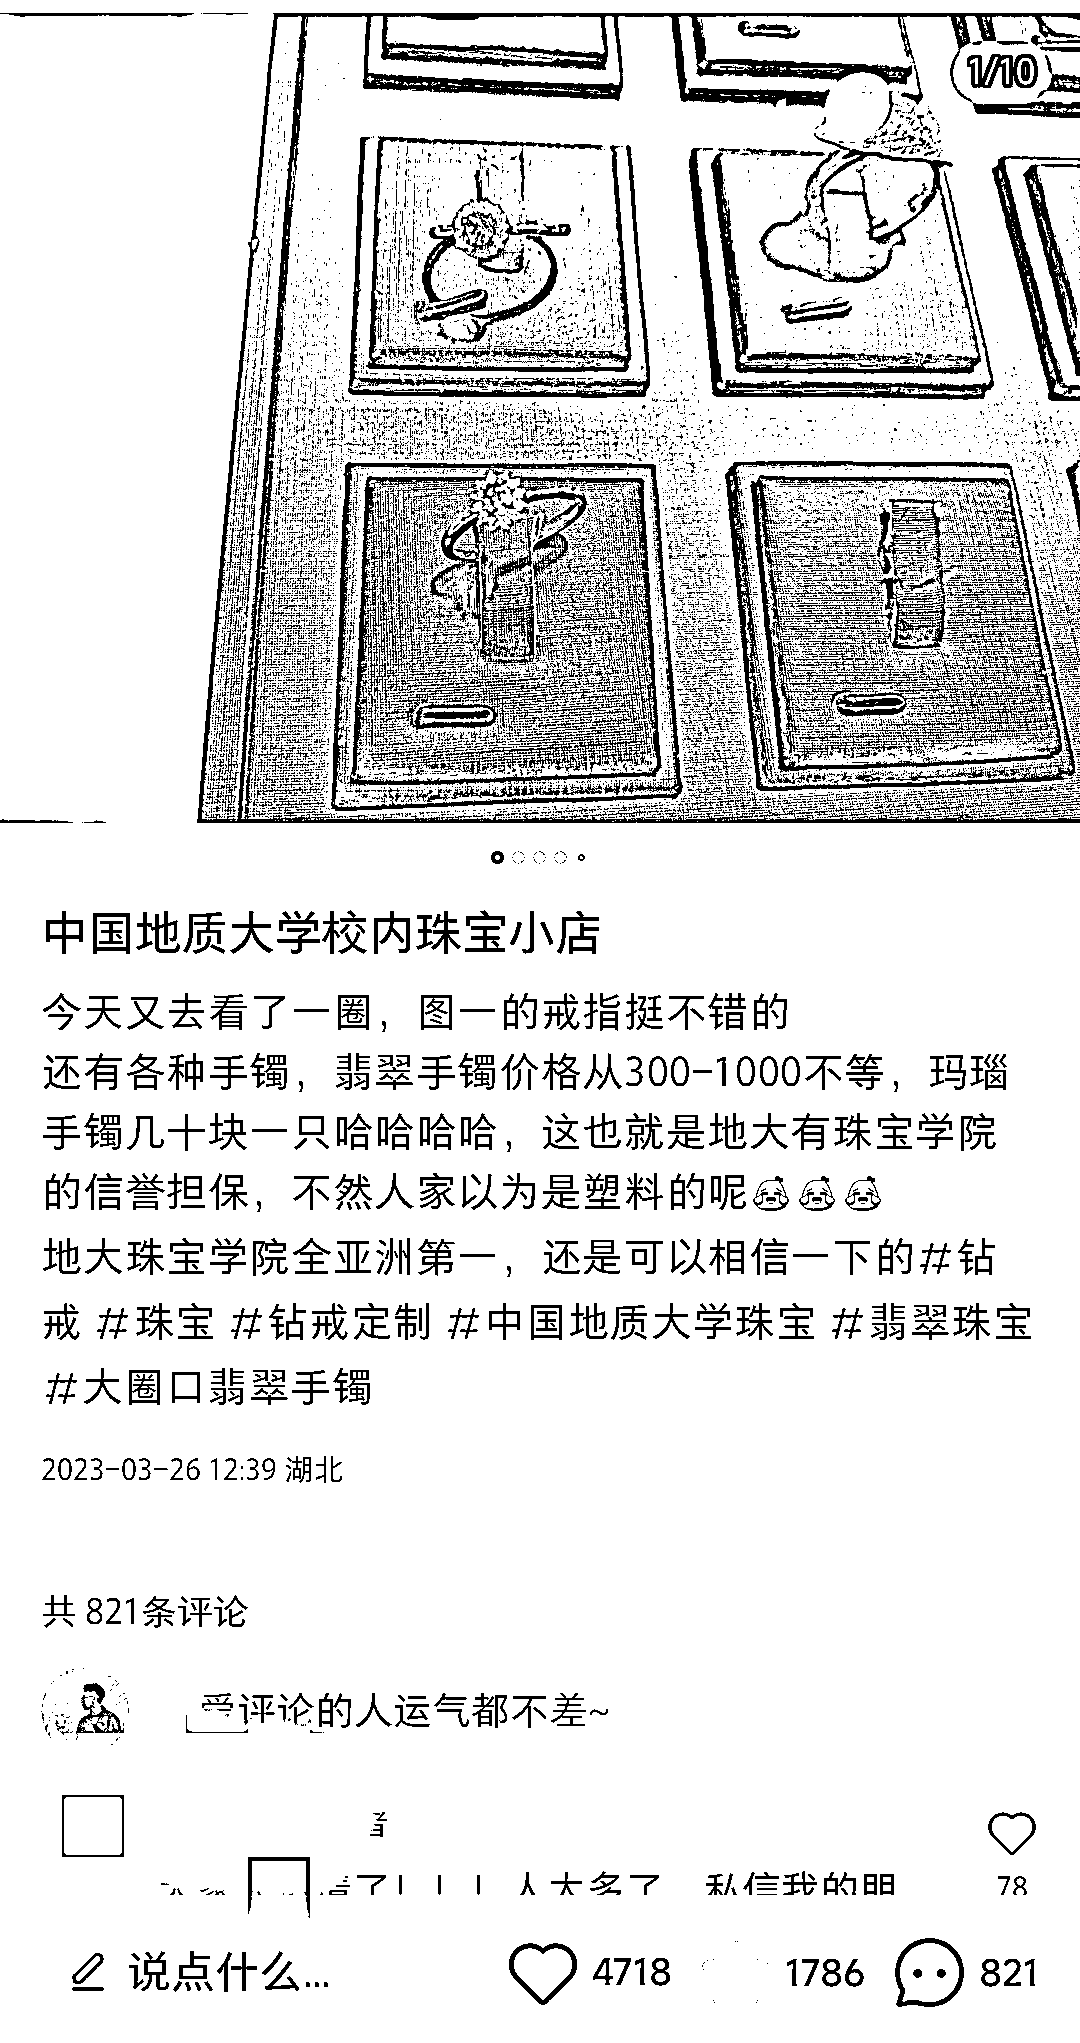 1/10
中国地质大学校内珠宝小店
今天又去看了一圈，图一的戒指挺不错的
还有各种手镯，翡翠手镯价格从300-1000不等，玛瑙
手镯几十块一只哈哈哈哈，这也就是地大有珠宝学院
的信誉担保，不然人家以为是塑料的呢
地大珠宝学院全亚洲第一，还是可以相信一下的#钻
戒 #珠宝 #钻戒定制 #中国地质大学珠宝 #翡翠珠宝
#大圈口翡翠手镯
2023-03-26 12:39 湖北
共 821条评论
爱评论的人运气都不差~
了！！！人太多了 私信我的朋
78
说点什么...
4718
1786
821